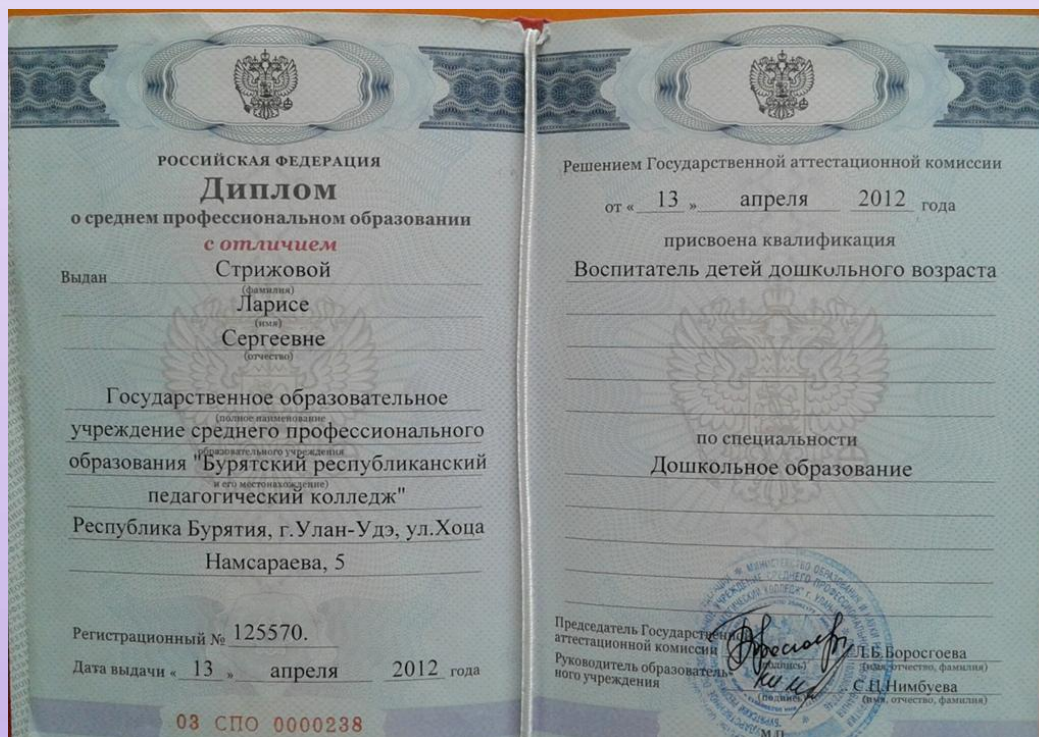 РОССИЙСКАЯ ФЕДЕРАЦИЯ
Диплом
о среднем профессиональном образовании
с отличием
Выдан Стрижовой
(фамилия)
Ларисе
(имя)
Сергеевне
(отчество)
Государственное образовательное
(полное наименование
учреждение среднего профессионального
образовательного учреждения
образования "Бурятский республиканский
и его местонахождение)
педагогический колледж"
Республика Бурятия, г.Улан-Удэ, ул.Хоца
Намсараева, 5
Регистрационный № 125570.
Дата выдачи « 13 » апреля 2012 года
03 СПО 0000238
Решением Государственной аттестационной комиссии
от « 13 » апреля 2012 года
присвоена квалификация
Воспитатель детей дошкольного возраста
по специальности
Дошкольное образование
Председатель Государственной
аттестационной комиссии Л.Б.Боросгоева
(подпись) (имя, отчество, фамилия)
Руководитель образователь-
ного учреждения С.Ц.Нимбуева
(подпись) (имя, отчество, фамилия)
М.П.